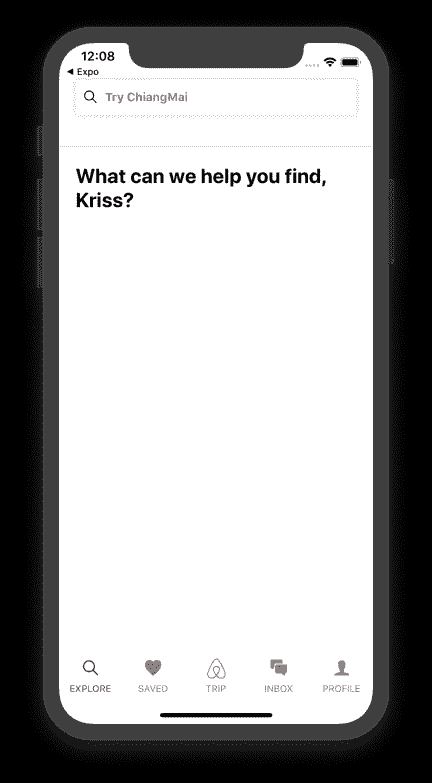 12:08
◀ Expo
Try ChiangMai
What can we help you find,
Kriss?
EXPLORE
SAVED
TRIP
INBOX
PROFILE